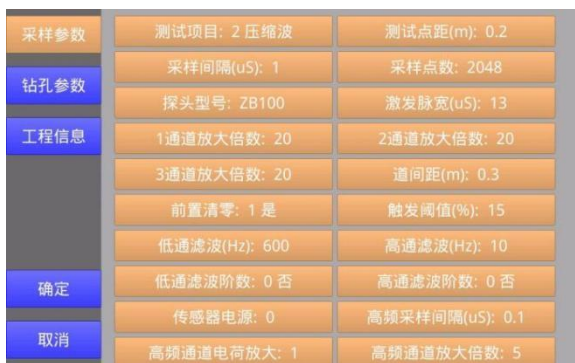 采样参数
测试项目: 2 压缩波
测试点距(m): 0.2
采样间隔(uS): 1
采样点数: 2048
钻孔参数
探头型号: ZB100
激发脉宽(uS): 13
工程信息
1通道放大倍数: 20
2通道放大倍数: 20
3通道放大倍数: 20
道间距(m): 0.3
前置清零: 1 是
触发阈值(%): 15
低通滤波(Hz): 600
高通滤波(Hz): 10
确定
低通滤波阶数: 0 否
高通滤波阶数: 0 否
传感器电源: 0
高频采样间隔(uS): 0.1
取消
高频通道电荷放大: 1
高频通道放大倍数: 5